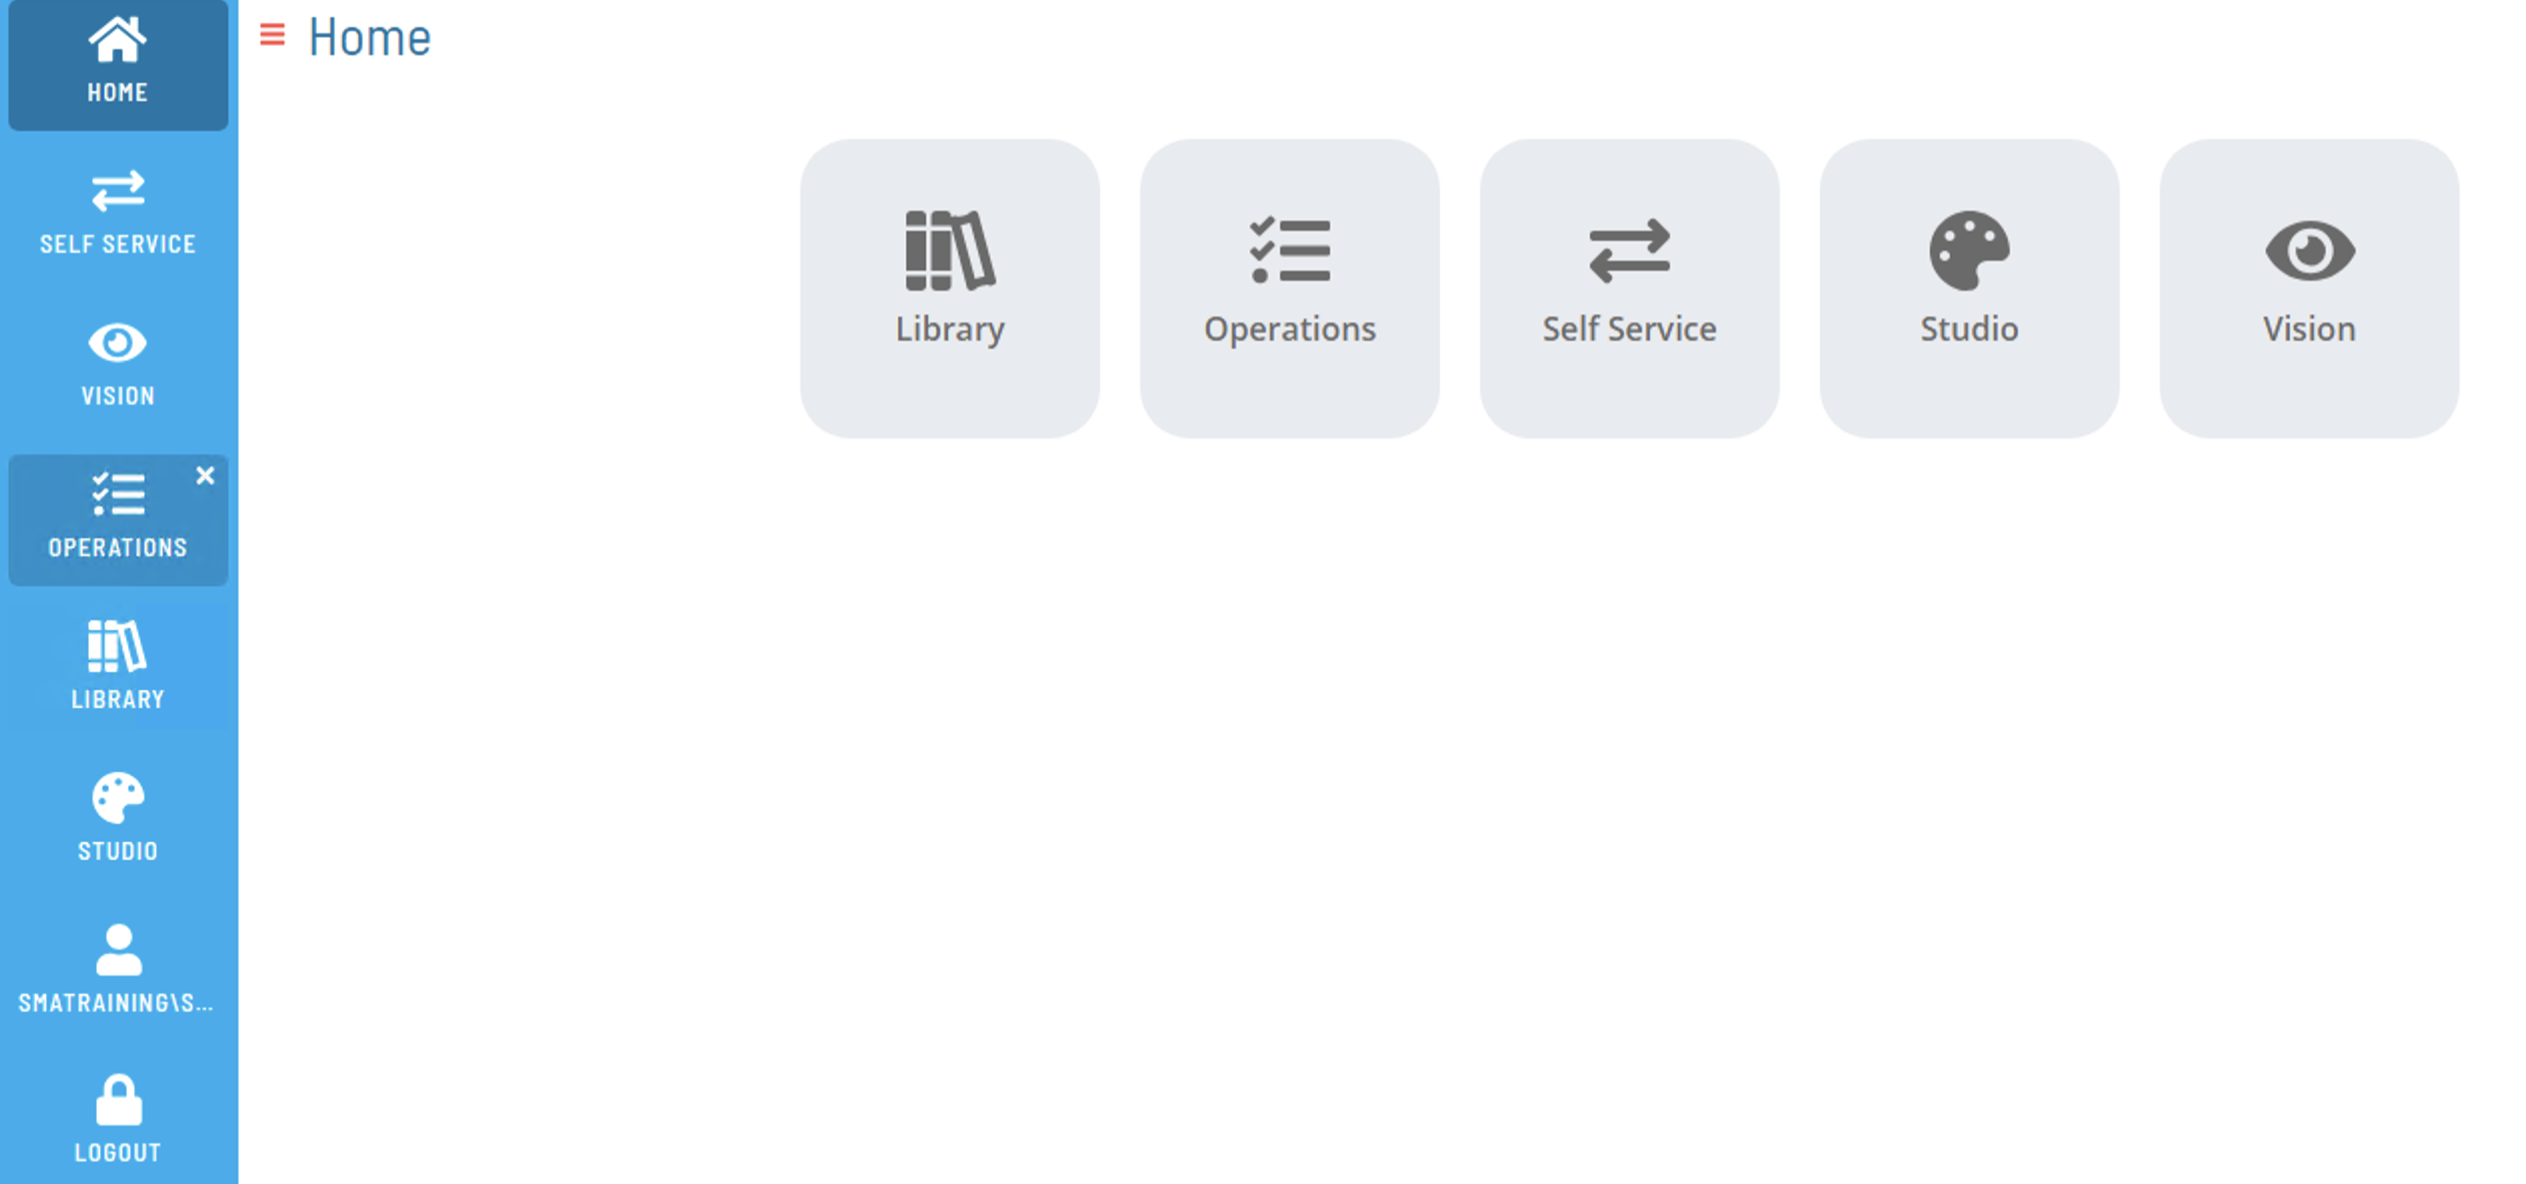 HOME
SELF SERVICE
VISION
OPERATIONS
LIBRARY
STUDIO
SMATRAINING\S...
LOGOUT
Home
Library
Operations
Self Service
Studio
Vision